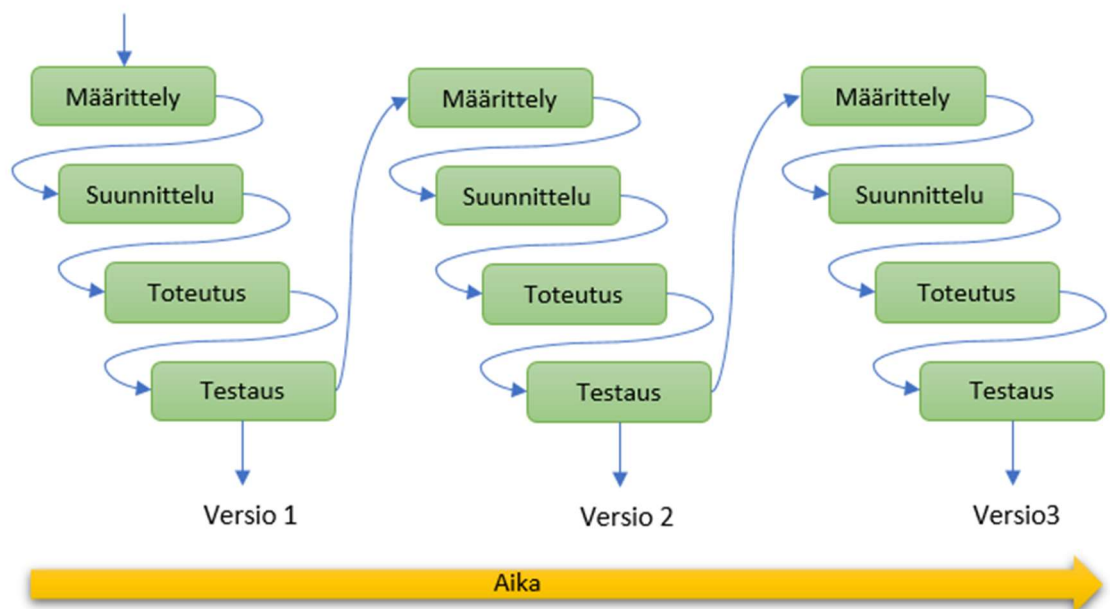 Määrittely
Suunnittelu
Toteutus
Testaus
Versio 1
Määrittely
Suunnittelu
Toteutus
Testaus
Versio 2
Määrittely
Suunnittelu
Toteutus
Testaus
Versio3
Aika